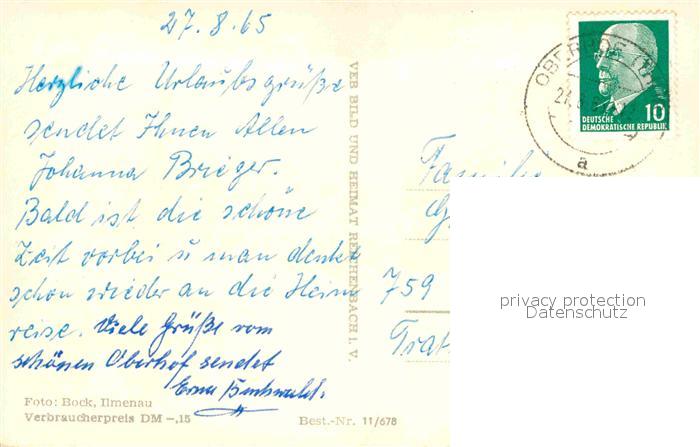 27.8.65
Herzliche Urlaubsgrüße
sendet Ihnen Allen
Johanna Brieger.
Bald ist die schöne
Zeit vorbei u man denkt
schon wieder an die Heim
reise. Viele Grüße vom
schönen Oberhof sendet
Erna
Foto: Bock, Ilmenau
Verbraucherpreis DM -,15
Best.-Nr. 11/678
VEB BILD UND HEIMAT REICHENBACH I. V.
10
DEUTSCHE
DEMOKRATISCHE REPUBLIK
a
Familie
759
privacy protection
Datenschutz